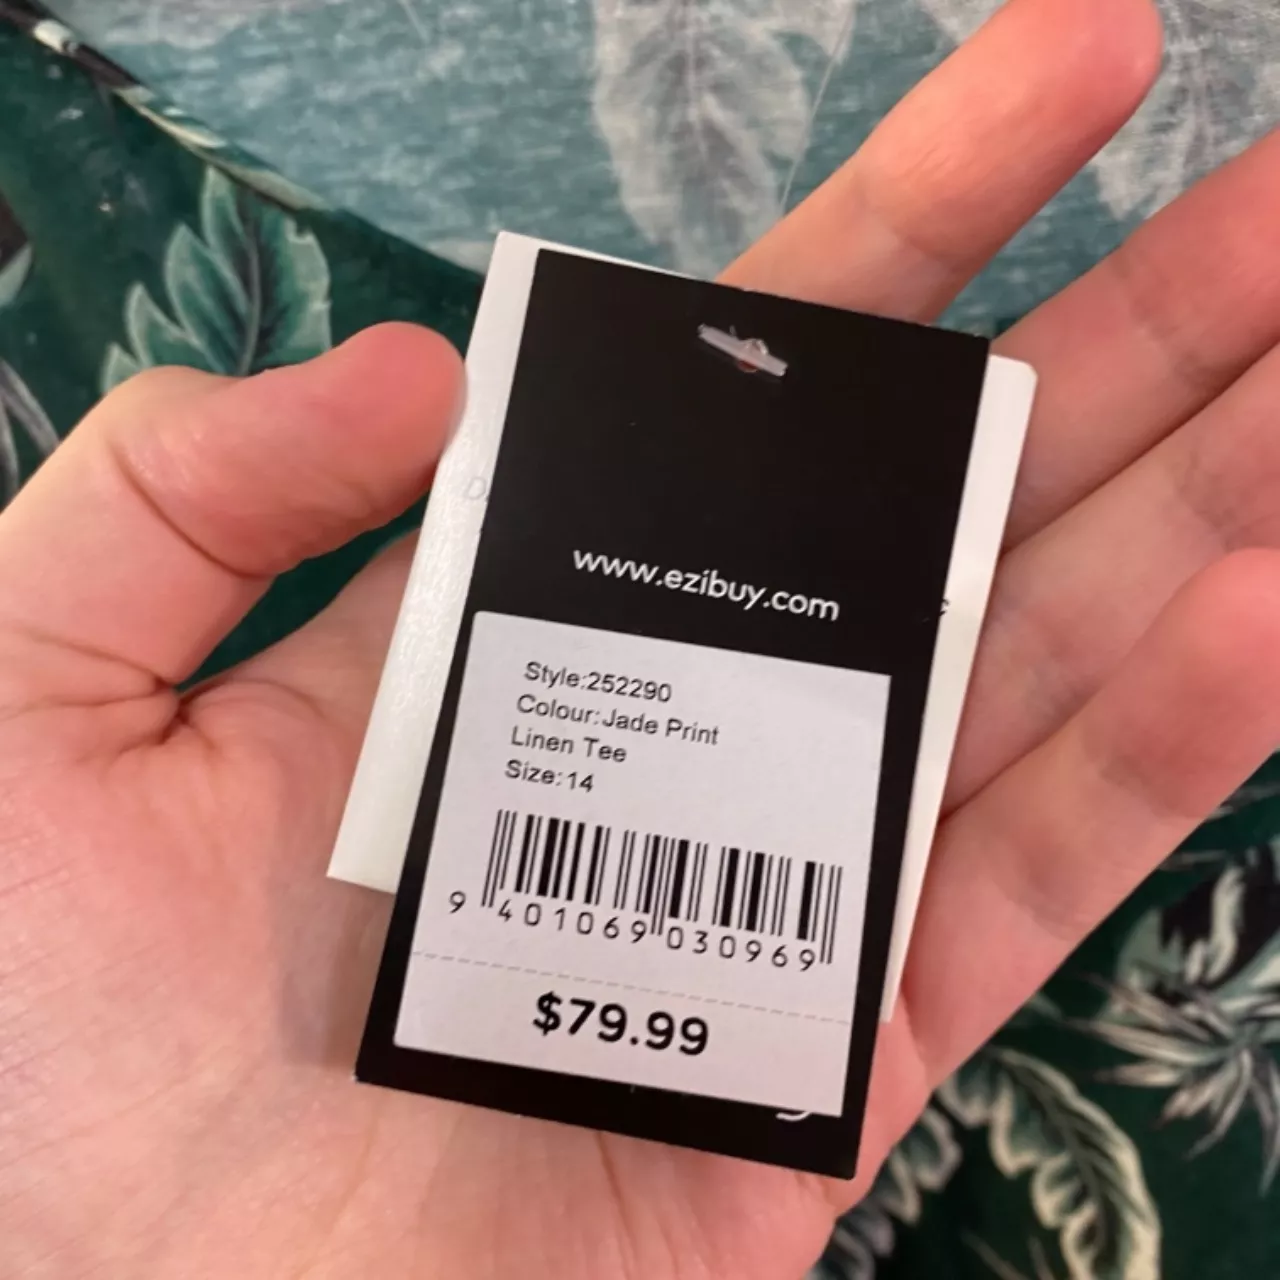 www.ezibuy.com
Style:252290
Colour:Jade Print
Linen Tee
Size:14
9 401069 030969
$79.99